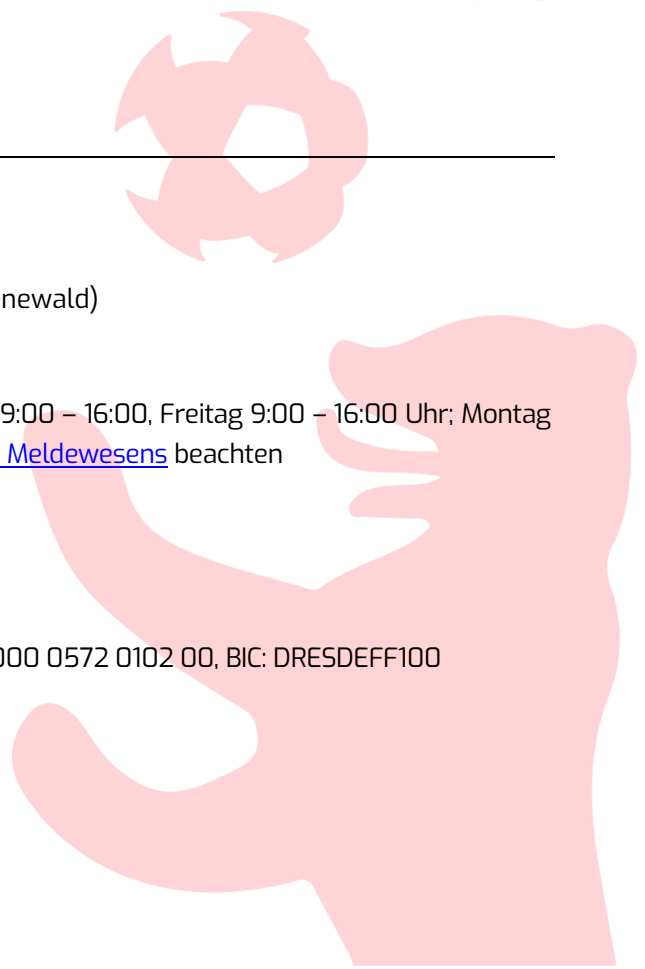 newald)
9:00 – 16:00, Freitag 9:00 – 16:00 Uhr; Montag
Meldewesens beachten
000 0572 0102 00, BIC: DRESDEFF100